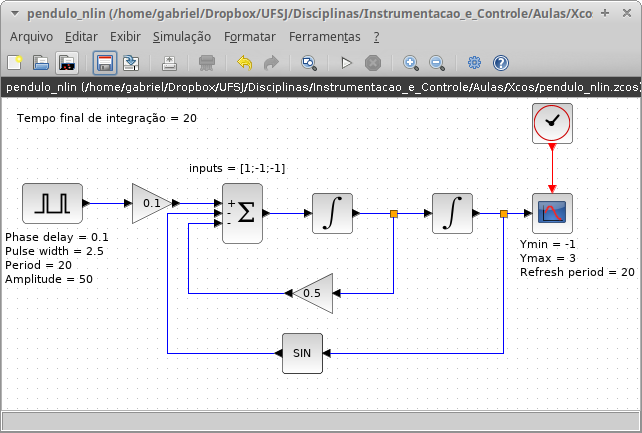 pendulo_nlin (/home/gabriel/Dropbox/UFSJ/Disciplinas/Instrumentacao_e_Controle/Aulas/Xco
Arquivo Editar Exibir Simulação Formatar Ferramentas ?
pendulo_nlin (/home/gabriel/Dropbox/UFSJ/Disciplinas/Instrumentacao_e_Controle/Aulas/Xcos/pendulo_nlin.zcos)
Tempo final de integração = 20
inputs = [1;-1;-1]
0.1
+
-
-
Σ
∫
∫
Phase delay = 0.1
Pulse width = 2.5
Period = 20
Amplitude = 50
Ymin = -1
Ymax = 3
Refresh period = 20
0.5
SIN